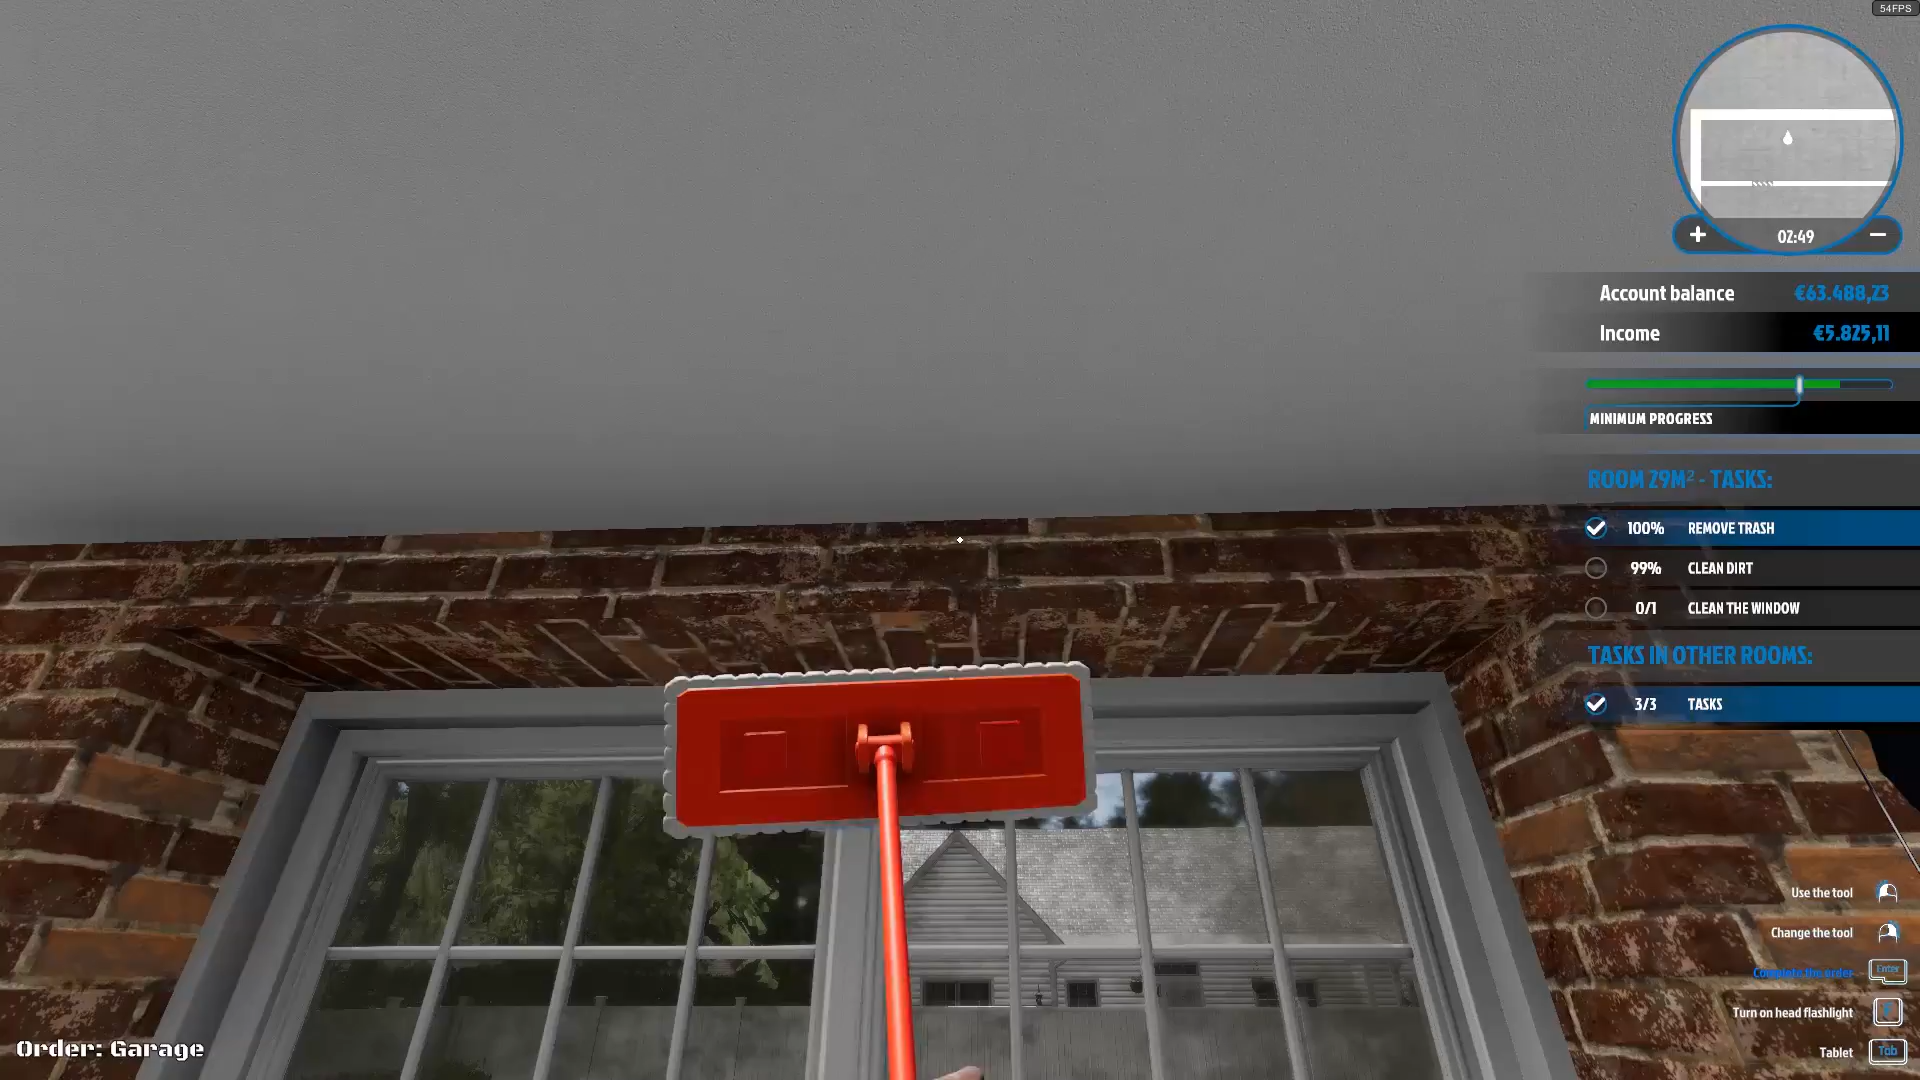 54FPS
+ 02:49 −
Account balance €63.488,23
Income €5.825,11
MINIMUM PROGRESS
ROOM 29M² - TASKS:
100% REMOVE TRASH
99% CLEAN DIRT
0/1 CLEAN THE WINDOW
TASKS IN OTHER ROOMS:
3/3 TASKS
Use the tool
Change the tool
Complete the order Enter
Turn on head flashlight
Tablet Tab
Order: Garage